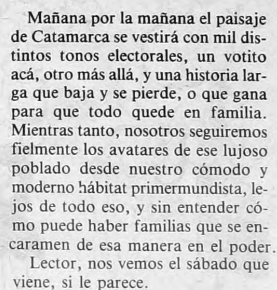 Mañana por la mañana el paisaje
de Catamarca se vestirá con mil dis-
tintos tonos electorales, un votito
acá, otro más allá, y una historia lar-
ga que baja y se pierde, o que gana
para que todo quede en familia.
Mientras tanto, nosotros seguiremos
fielmente los avatares de ese lujoso
poblado desde nuestro cómodo y
moderno hábitat primermundista, le-
jos de todo eso, y sin entender có-
mo puede haber familias que se en-
caramen de esa manera en el poder.
Lector, nos vemos el sábado que
viene, si le parece.